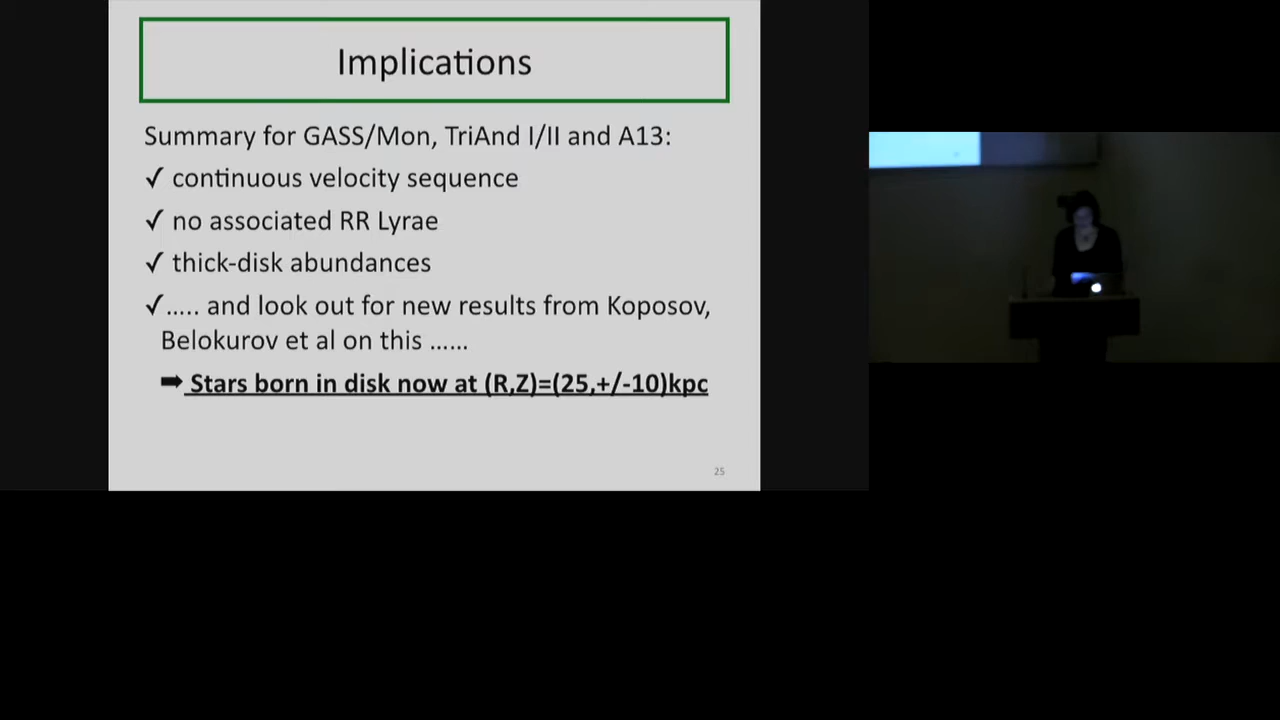 Implications
Summary for GASS/Mon, TriAnd I/II and A13:
✓ continuous velocity sequence
✓ no associated RR Lyrae
✓ thick-disk abundances
✓ ..... and look out for new results from Koposov,
Belokurov et al on this ......
➡ Stars born in disk now at (R,Z)=(25,+/-10)kpc
25